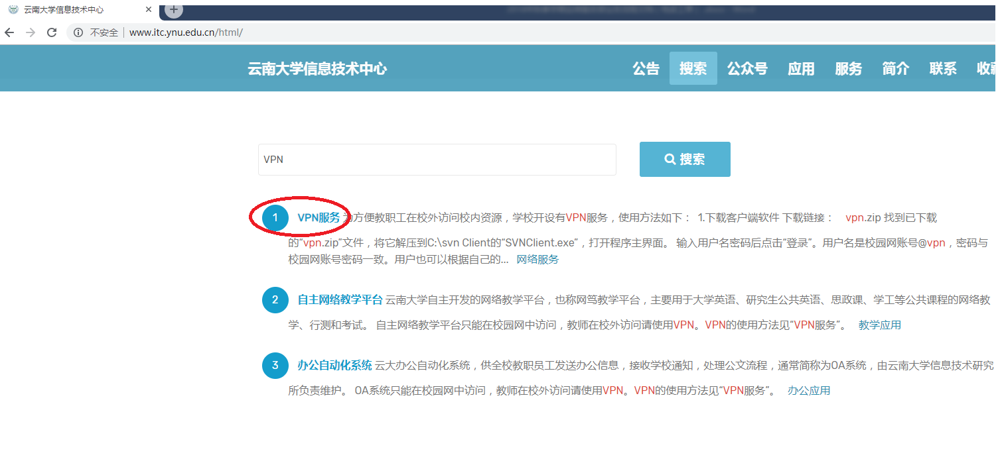 云南大学信息技术中心
不安全 www.itc.ynu.edu.cn/html/
云南大学信息技术中心 公告 搜索 公众号 应用 服务 简介 联系
VPN 搜索
1 VPN服务 为方便教职工在校外访问校内资源，学校开设有VPN服务，使用方法如下： 1.下载客户端软件 下载链接： vpn.zip 找到已下载
的“vpn.zip”文件，将它解压到C:\svn Client的“SVNClient.exe”，打开程序主界面。 输入用户名密码后点击“登录”。用户名是校园网账号@vpn，密码与
校园网账号密码一致。用户也可以根据自己的... 网络服务
2 自主网络教学平台 云南大学自主开发的网络教学平台，也称网笃教学平台，主要用于大学英语、研究生公共英语、思政课、学工等公共课程的网络教
学、行测和考试。 自主网络教学平台只能在校园网中访问，教师在校外访问请使用VPN。VPN的使用方法见“VPN服务”。 教学应用
3 办公自动化系统 云大办公自动化系统，供全校教职员工发送办公信息，接收学校通知，处理公文流程，通常简称为OA系统，由云南大学信息技术研究
所负责维护。 OA系统只能在校园网中访问，教师在校外访问请使用VPN。VPN的使用方法见“VPN服务”。 办公应用